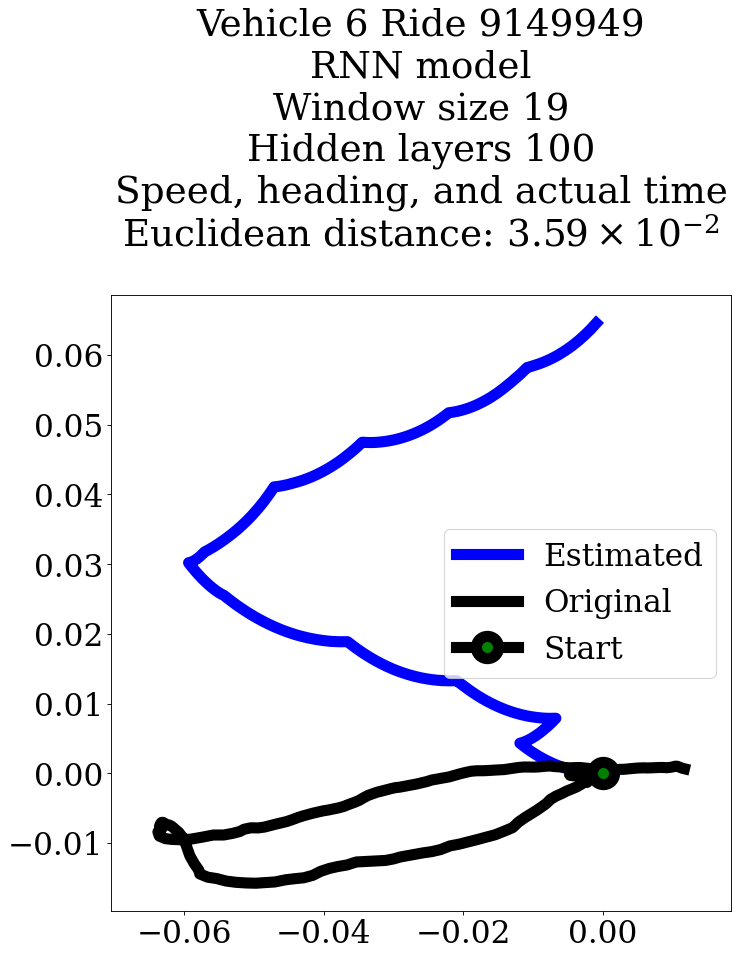 Vehicle 6 Ride 9149949
RNN model
Window size 19
Hidden layers 100
Speed, heading, and actual time
Euclidean distance: 3.59 × 10⁻²
0.06
0.05
0.04
0.03
0.02
0.01
0.00
−0.01
Estimated
Original
Start
−0.06
−0.04
−0.02
0.00